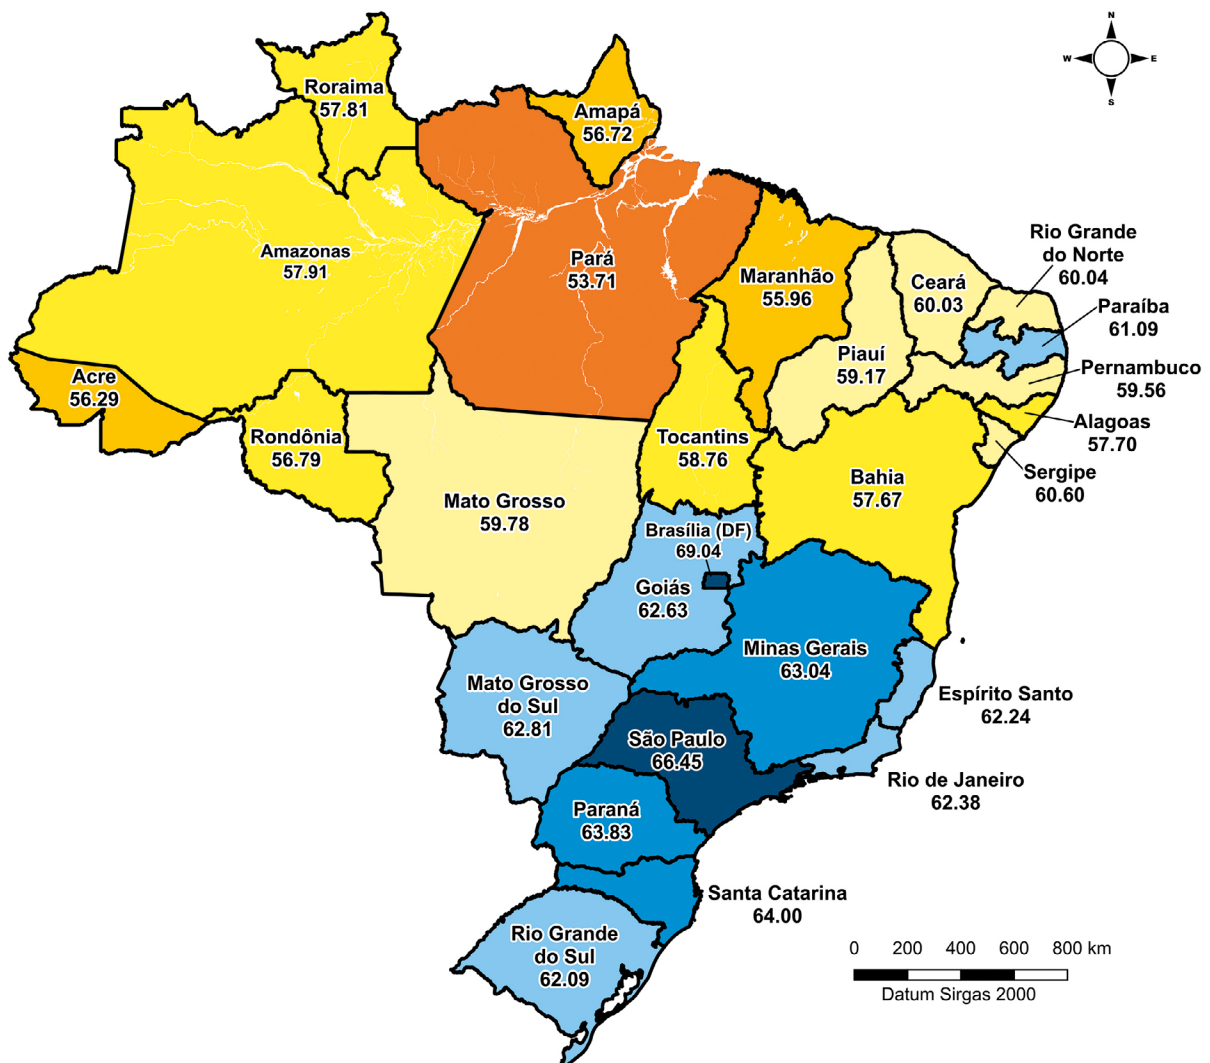 N
W
E
S
Roraima
57.81
Amapá
56.72
Amazonas
57.91
Pará
53.71
Maranhão
55.96
Ceará
60.03
Rio Grande
do Norte
60.04
Paraíba
61.09
Piauí
59.17
Pernambuco
59.56
Acre
56.29
Alagoas
57.70
Rondônia
56.79
Tocantins
58.76
Sergipe
60.60
Bahia
57.67
Mato Grosso
59.78
Brasília (DF)
69.04
Goiás
62.63
Minas Gerais
63.04
Mato Grosso
do Sul
62.81
Espírito Santo
62.24
São Paulo
66.45
Rio de Janeiro
62.38
Paraná
63.83
Santa Catarina
64.00
Rio Grande
do Sul
62.09
0 200 400 600 800 km
Datum Sirgas 2000